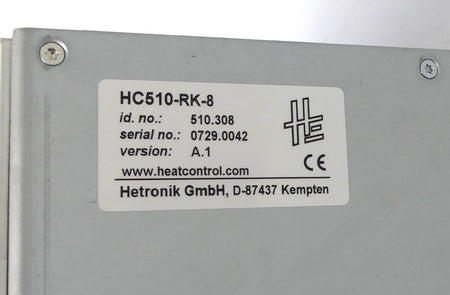 HC510-RK-8
id. no.: 510.308
serial no.: 0729.0042
version: A.1
HE
CE
www.heatcontrol.com
Hetronik GmbH, D-87437 Kempten